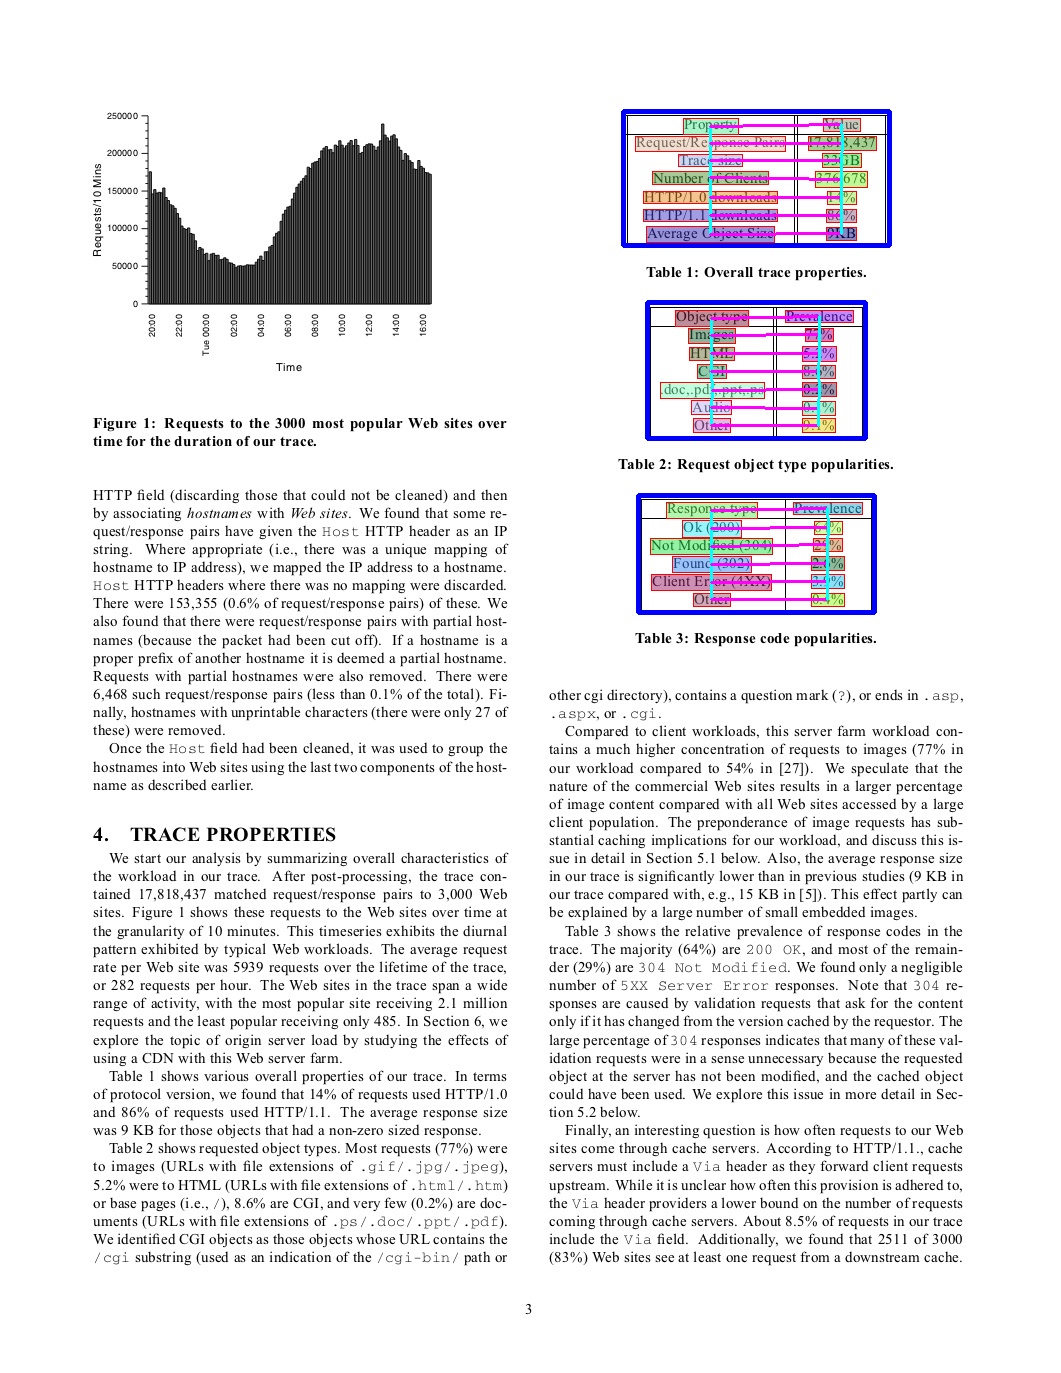 250000
200000
150000
100000
50000
0
Requests/10 Mins
20:00
22:00
Tue 00:00
02:00
04:00
06:00
08:00
10:00
12:00
14:00
16:00
Time
Figure 1: Requests to the 3000 most popular Web sites over
time for the duration of our trace.
HTTP field (discarding those that could not be cleaned) and then
by associating hostnames with Web sites. We found that some re-
quest/response pairs have given the Host HTTP header as an IP
string. Where appropriate (i.e., there was a unique mapping of
hostname to IP address), we mapped the IP address to a hostname.
Host HTTP headers where there was no mapping were discarded.
There were 153,355 (0.6% of request/response pairs) of these. We
also found that there were request/response pairs with partial host-
names (because the packet had been cut off). If a hostname is a
proper prefix of another hostname it is deemed a partial hostname.
Requests with partial hostnames were also removed. There were
6,468 such request/response pairs (less than 0.1% of the total). Fi-
nally, hostnames with unprintable characters (there were only 27 of
these) were removed.
Once the Host field had been cleaned, it was used to group the
hostnames into Web sites using the last two components of the host-
name as described earlier.
4. TRACE PROPERTIES
We start our analysis by summarizing overall characteristics of
the workload in our trace. After post-processing, the trace con-
tained 17,818,437 matched request/response pairs to 3,000 Web
sites. Figure 1 shows these requests to the Web sites over time at
the granularity of 10 minutes. This timeseries exhibits the diurnal
pattern exhibited by typical Web workloads. The average request
rate per Web site was 5939 requests over the lifetime of the trace,
or 282 requests per hour. The Web sites in the trace span a wide
range of activity, with the most popular site receiving 2.1 million
requests and the least popular receiving only 485. In Section 6, we
explore the topic of origin server load by studying the effects of
using a CDN with this Web server farm.
Table 1 shows various overall properties of our trace. In terms
of protocol version, we found that 14% of requests used HTTP/1.0
and 86% of requests used HTTP/1.1. The average response size
was 9 KB for those objects that had a non-zero sized response.
Table 2 shows requested object types. Most requests (77%) were
to images (URLs with file extensions of .gif/.jpg/.jpeg),
5.2% were to HTML (URLs with file extensions of .html/.htm)
or base pages (i.e., /), 8.6% are CGI, and very few (0.2%) are doc-
uments (URLs with file extensions of .ps/.doc/.ppt/.pdf).
We identified CGI objects as those objects whose URL contains the
/cgi substring (used as an indication of the /cgi-bin/ path or
Property Value
Request/Response Pairs 17,818,437
Trace size 33GB
Number of Clients 376,678
HTTP/1.0 downloads 14%
HTTP/1.1 downloads 86%
Average Object Size 9KB
Table 1: Overall trace properties.
Object type Prevalence
Images 77%
HTML 5.2%
CGI 8.6%
.doc,.pdf,.ppt,.ps 0.2%
Audio
Other
Table 2: Request object type popularities.
Response type Prevalence
Ok (200) 64%
Not Modified (304) 29%
Found (302)
Client Error (4XX)
Other 0.4%
Table 3: Response code popularities.
other cgi directory), contains a question mark (?), or ends in .asp,
.aspx, or .cgi.
Compared to client workloads, this server farm workload con-
tains a much higher concentration of requests to images (77% in
our workload compared to 54% in [27]). We speculate that the
nature of the commercial Web sites results in a larger percentage
of image content compared with all Web sites accessed by a large
client population. The preponderance of image requests has sub-
stantial caching implications for our workload, and discuss this is-
sue in detail in Section 5.1 below. Also, the average response size
in our trace is significantly lower than in previous studies (9 KB in
our trace compared with, e.g., 15 KB in [5]). This effect partly can
be explained by a large number of small embedded images.
Table 3 shows the relative prevalence of response codes in the
trace. The majority (64%) are 200 OK, and most of the remain-
der (29%) are 304 Not Modified. We found only a negligible
number of 5XX Server Error responses. Note that 304 re-
sponses are caused by validation requests that ask for the content
only if it has changed from the version cached by the requestor. The
large percentage of 304 responses indicates that many of these val-
idation requests were in a sense unnecessary because the requested
object at the server has not been modified, and the cached object
could have been used. We explore this issue in more detail in Sec-
tion 5.2 below.
Finally, an interesting question is how often requests to our Web
sites come through cache servers. According to HTTP/1.1., cache
servers must include a Via header as they forward client requests
upstream. While it is unclear how often this provision is adhered to,
the Via header providers a lower bound on the number of requests
coming through cache servers. About 8.5% of requests in our trace
include the Via field. Additionally, we found that 2511 of 3000
(83%) Web sites see at least one request from a downstream cache.
3